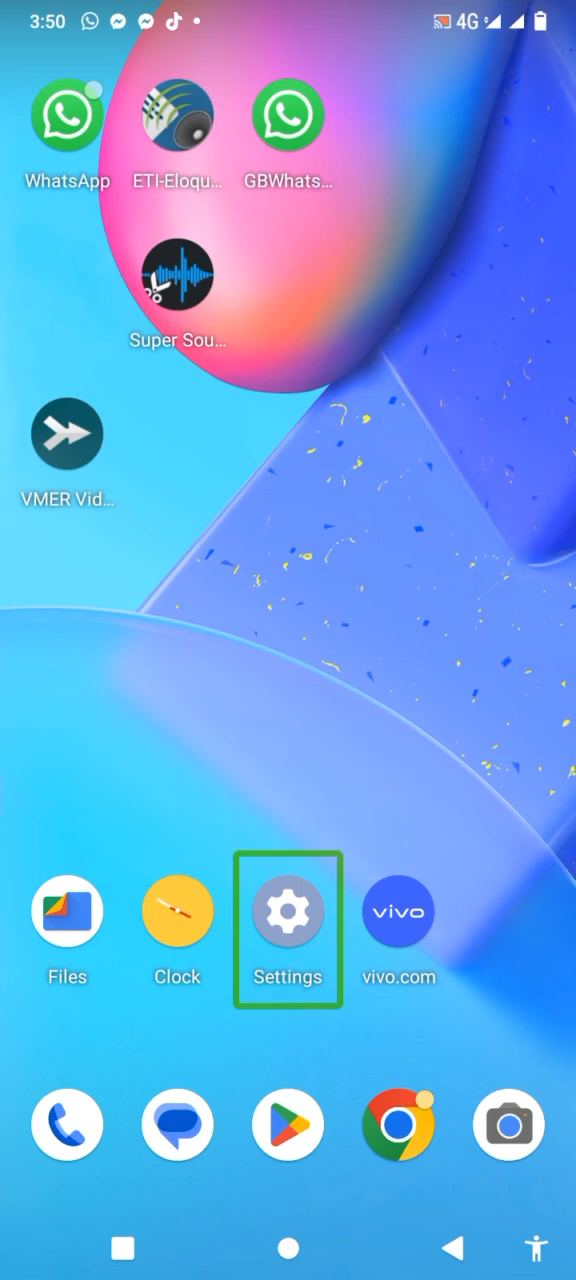 3:50
4G
WhatsApp
ETI-Eloqu...
GBWhats...
Super Sou...
VMER Vid...
vivo
Files
Clock
Settings
vivo.com